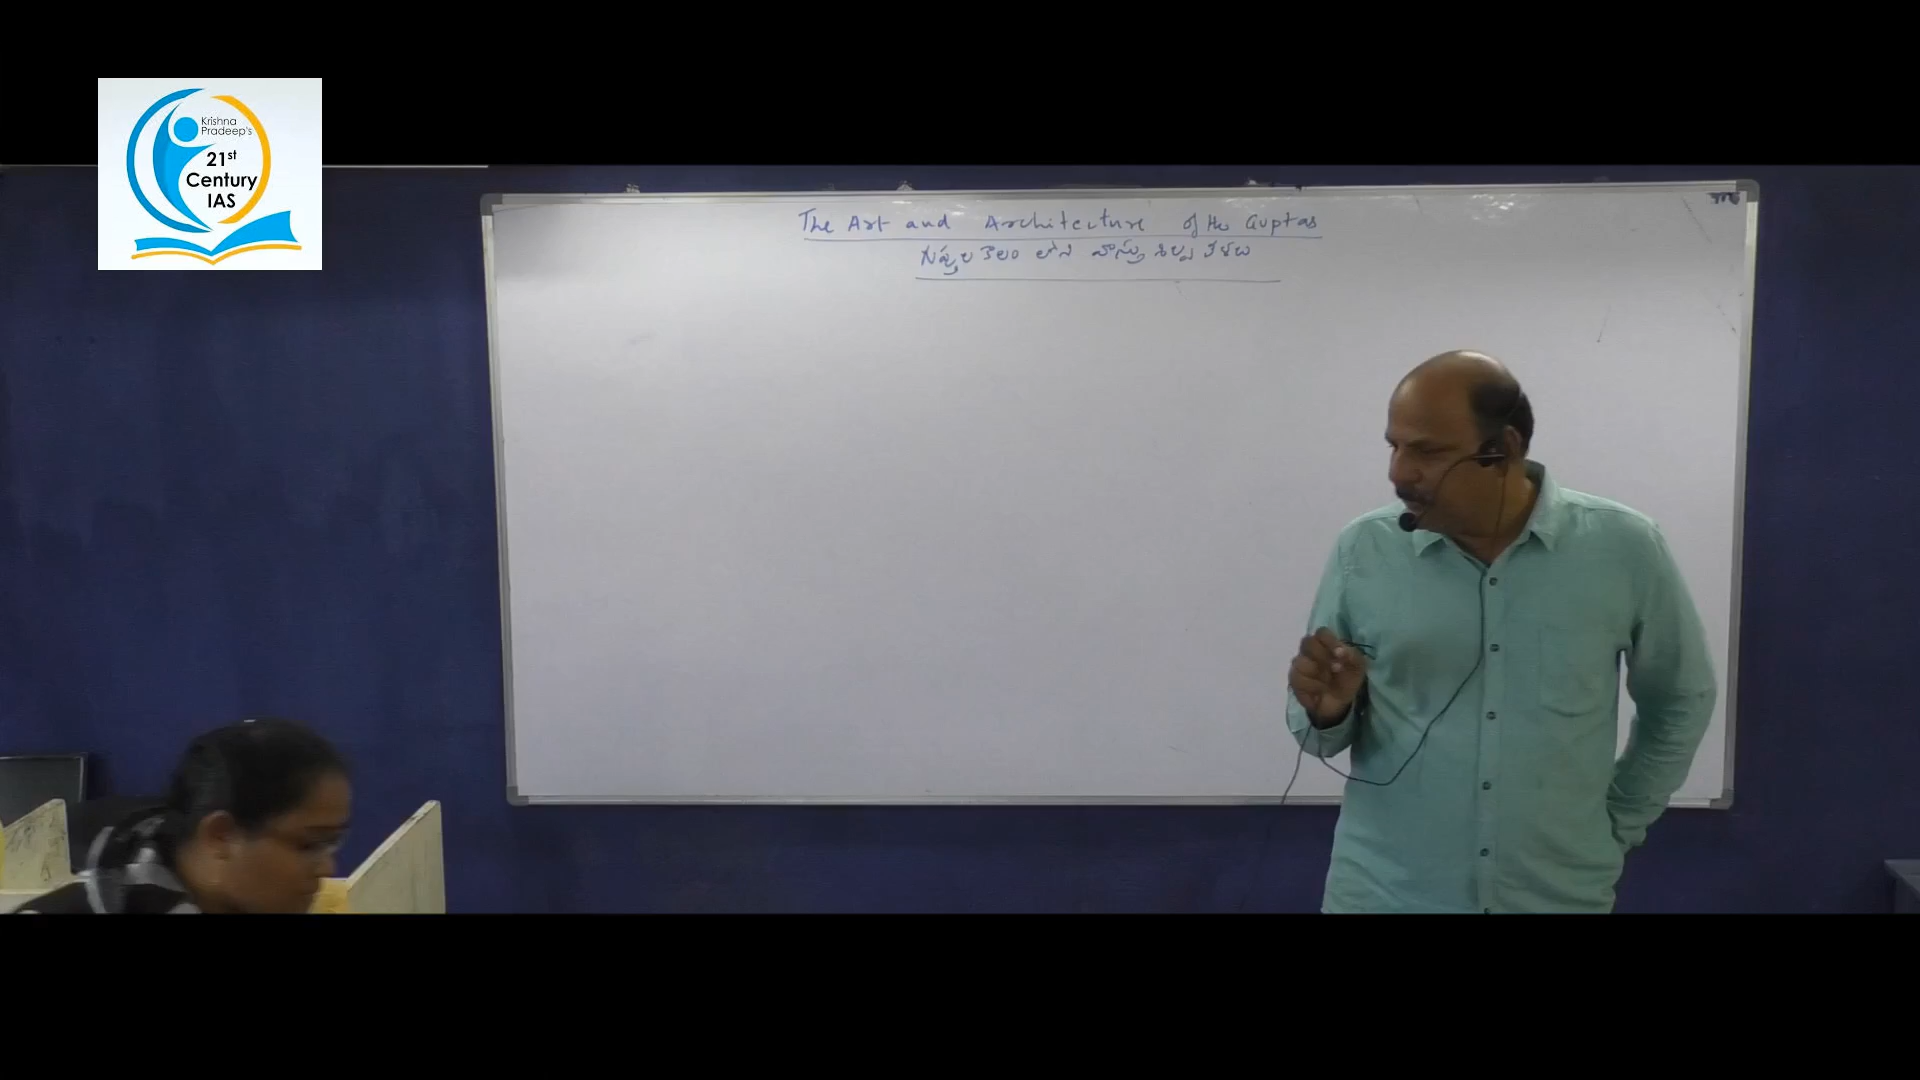 Krishna
Pradeep's
21st
Century
IAS
The Art and Architecture of the Guptas
గుప్తుల కాలం లోని వాస్తు శిల్ప కళలు